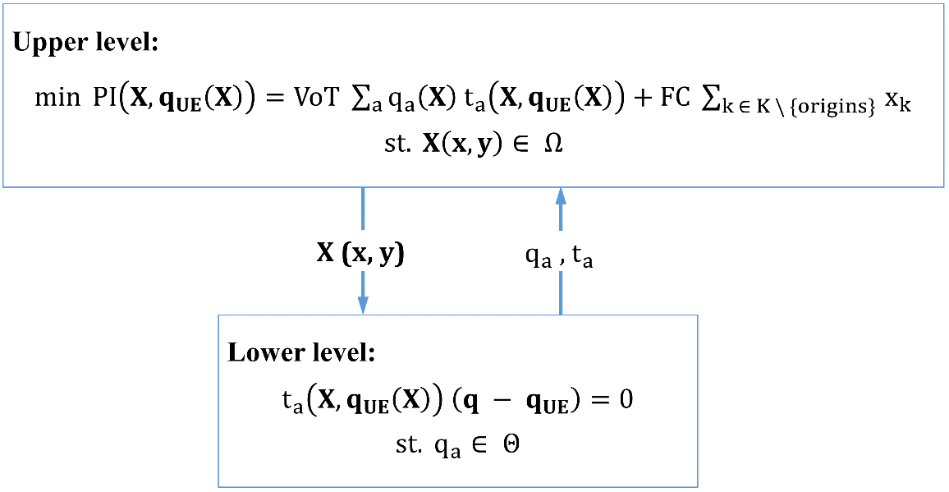 Upper level:
min PI(X, q_UE(X)) = VoT ∑_a q_a(X) t_a(X, q_UE(X)) + FC ∑_{k ∈ K \ {origins}} x_k
st. X(x, y) ∈ Ω
X (x, y)
q_a , t_a
Lower level:
t_a(X, q_UE(X)) (q − q_UE) = 0
st. q_a ∈ Θ